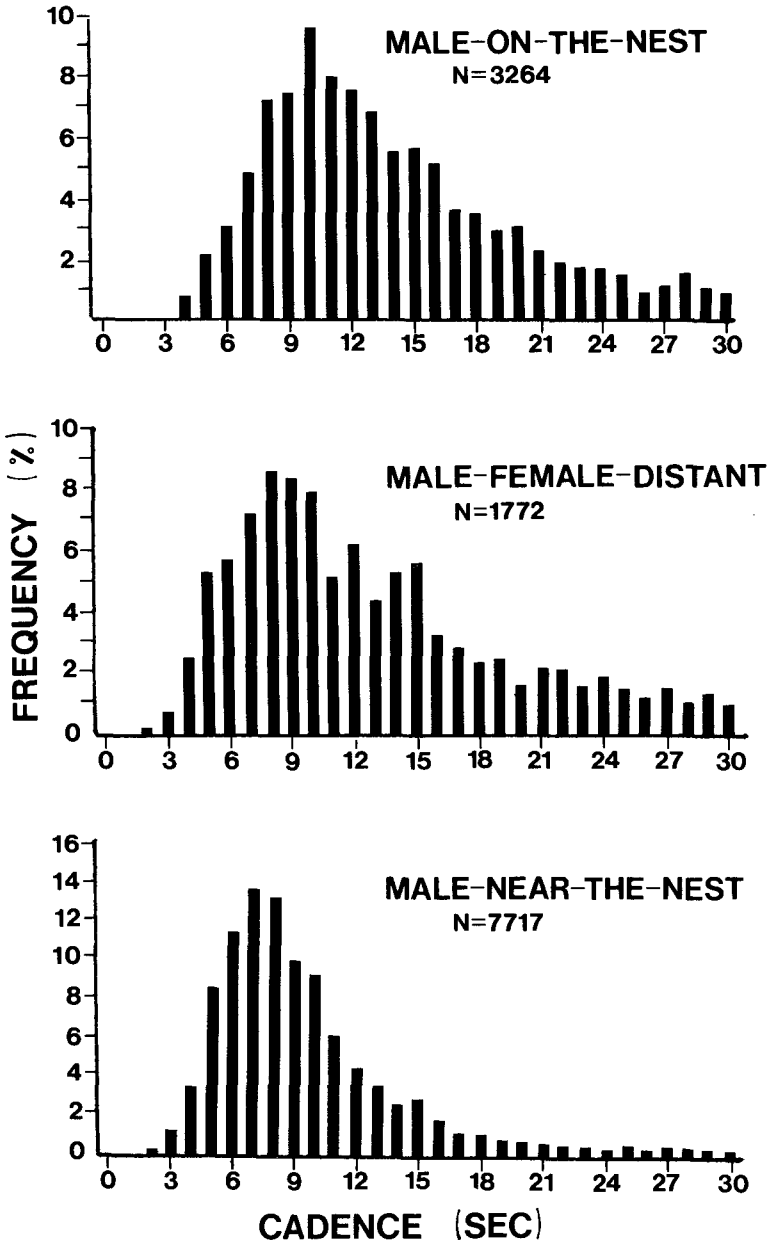 10
MALE-ON-THE-NEST
N=3264
8
6
4
2
0 3 6 9 12 15 18 21 24 27 30
10
MALE-FEMALE-DISTANT
N=1772
8
6
4
2
0
0 3 6 9 12 15 18 21 24 27 30
FREQUENCY (%)
16
14
MALE-NEAR-THE-NEST
N=7717
12
10
8
6
4
2
0
0 3 6 9 12 15 18 21 24 27 30
CADENCE (SEC)